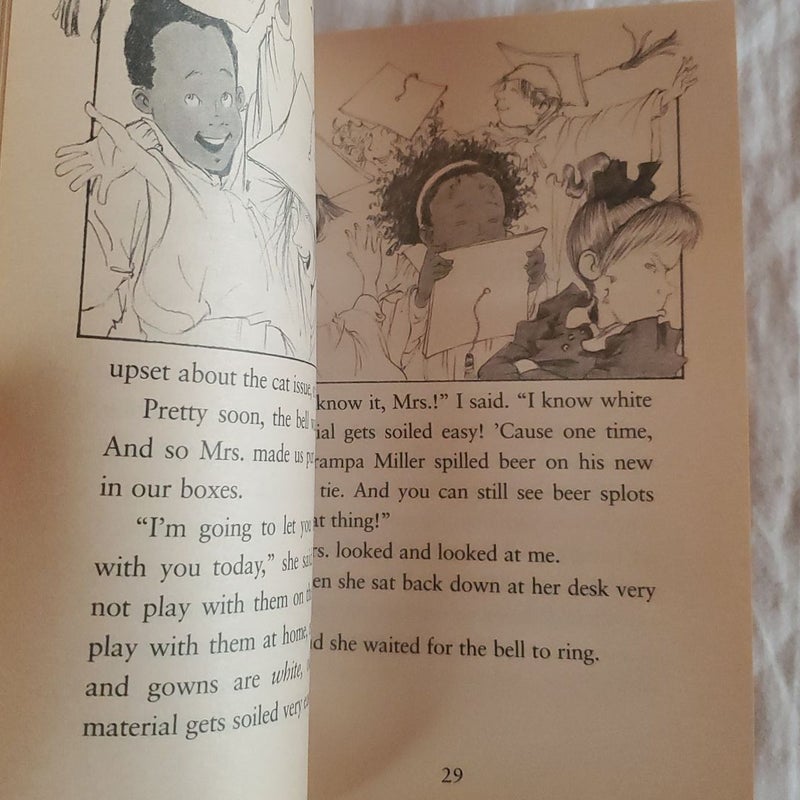 upset about the cat issue,
Pretty soon, the bell
And so Mrs. made us
in our boxes.
"I'm going to let
with you today," she
not play with them on
play with them at home,
and gowns are white,
material gets soiled very
know it, Mrs.!" I said. "I know white
gets soiled easy! 'Cause one time,
Miller spilled beer on his new
tie. And you can still see beer splots
thing!"
looked and looked at me.
she sat back down at her desk very
she waited for the bell to ring.
29